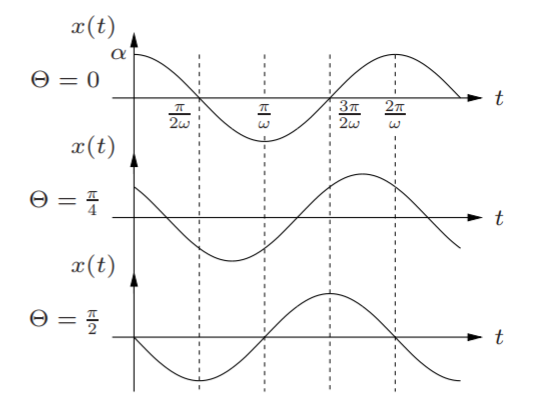 x(t)
α
Θ = 0
t
π/2ω π/ω 3π/2ω 2π/ω
x(t)
Θ = π/4
t
x(t)
Θ = π/2
t